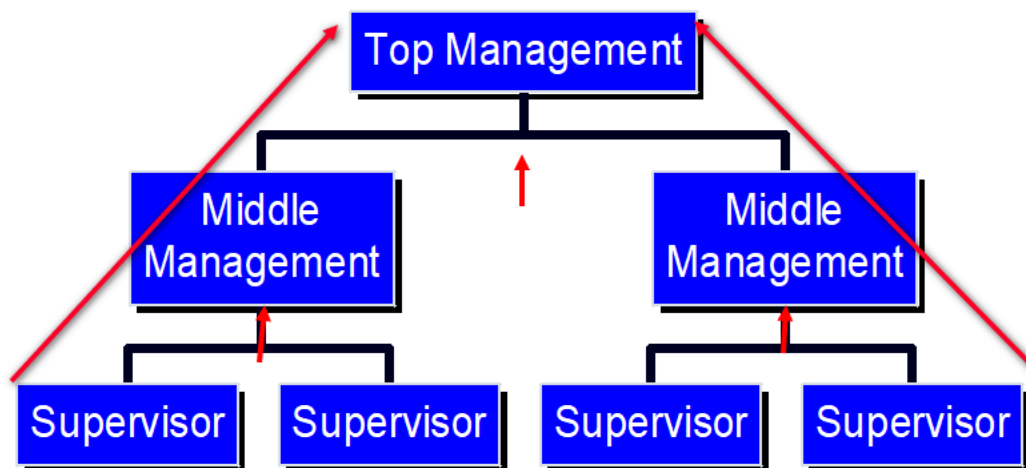 Top Management
Middle
Management
Middle
Management
Supervisor
Supervisor
Supervisor
Supervisor